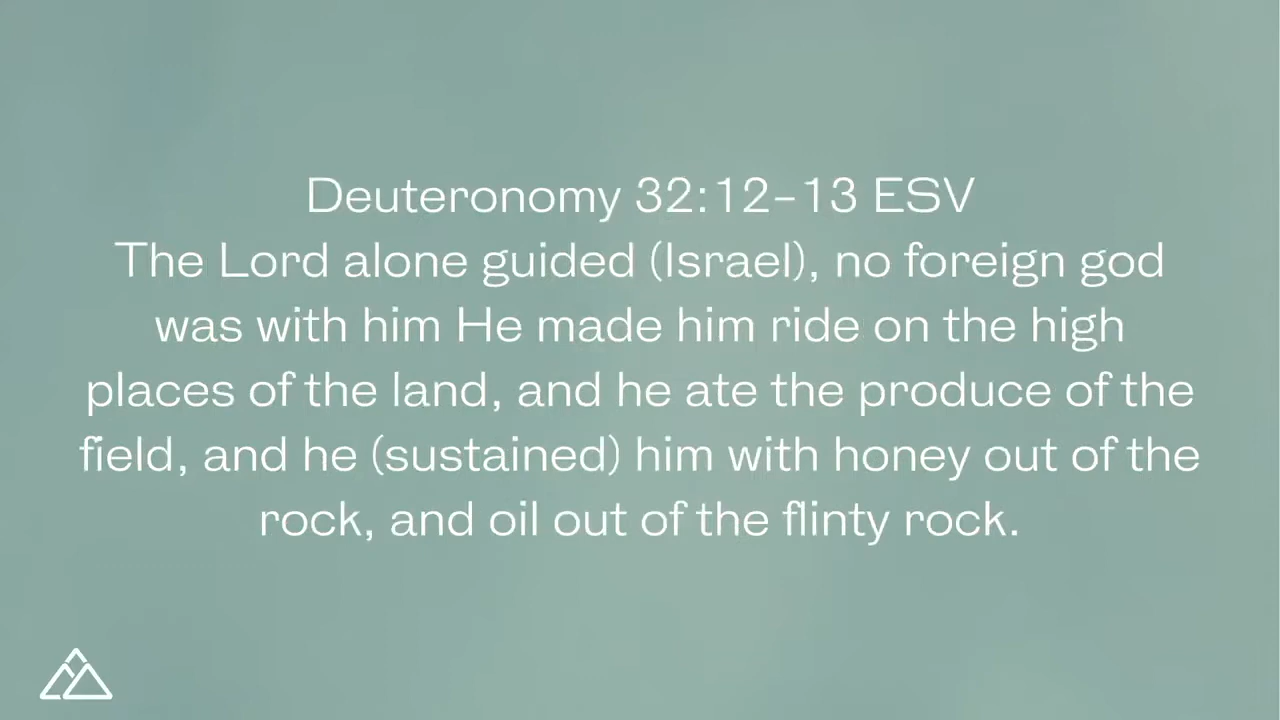 Deuteronomy 32:12–13 ESV
The Lord alone guided (Israel), no foreign god
was with him He made him ride on the high
places of the land, and he ate the produce of the
field, and he (sustained) him with honey out of the
rock, and oil out of the flinty rock.